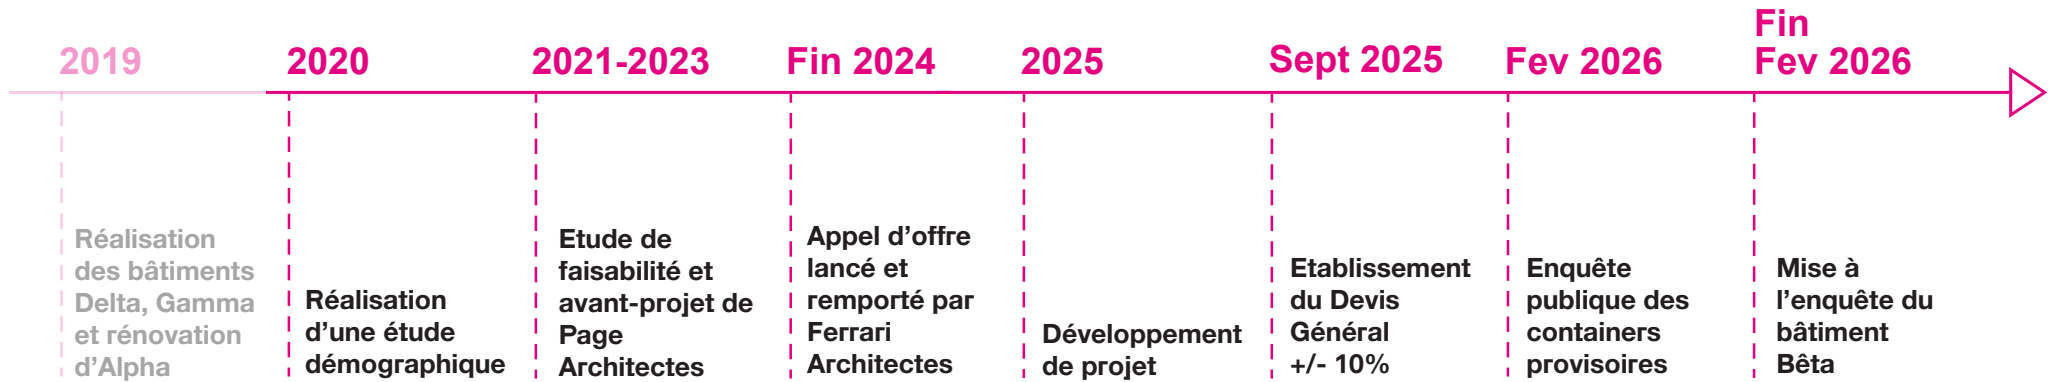 2019
Réalisation
des bâtiments
Delta, Gamma
et rénovation
d’Alpha
2020
Réalisation
d’une étude
démographique
2021-2023
Etude de
faisabilité et
avant-projet de
Page
Architectes
Fin 2024
Appel d’offre
lancé et
remporté par
Ferrari
Architectes
2025
Développement
de projet
Sept 2025
Etablissement
du Devis
Général
+/- 10%
Fev 2026
Enquête
publique des
containers
provisoires
Fin
Fev 2026
Mise à
l’enquête du
bâtiment
Bêta